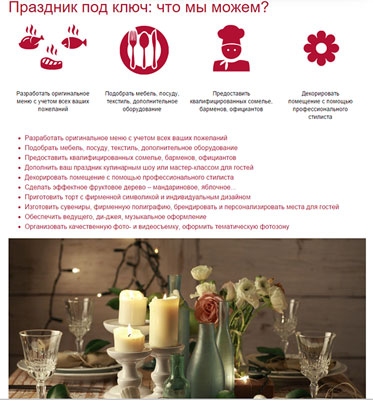 Праздник под ключ: что мы можем?
Разработать оригинальное
меню с учетом всех ваших
пожеланий
Подобрать мебель, посуду,
текстиль, дополнительное
оборудование
Предоставить
квалифицированных сомелье,
барменов, официантов
Декорировать
помещение с помощью
профессионального
стилиста
Разработать оригинальное меню с учетом всех ваших пожеланий
Подобрать мебель, посуду, текстиль, дополнительное оборудование
Предоставить квалифицированных сомелье, барменов, официантов
Дополнить ваш праздник кулинарным шоу или мастер-классом для гостей
Декорировать помещение с помощью профессионального стилиста
Сделать эффектное фруктовое дерево – мандариновое, яблочное...
Приготовить торт с фирменной символикой и индивидуальным дизайном
Изготовить сувениры, фирменную полиграфию, брендировать и персонализировать места для гостей
Обеспечить ведущего, ди-джея, музыкальное оформление
Организовать качественную фото- и видеосъемку, оформить тематическую фотозону